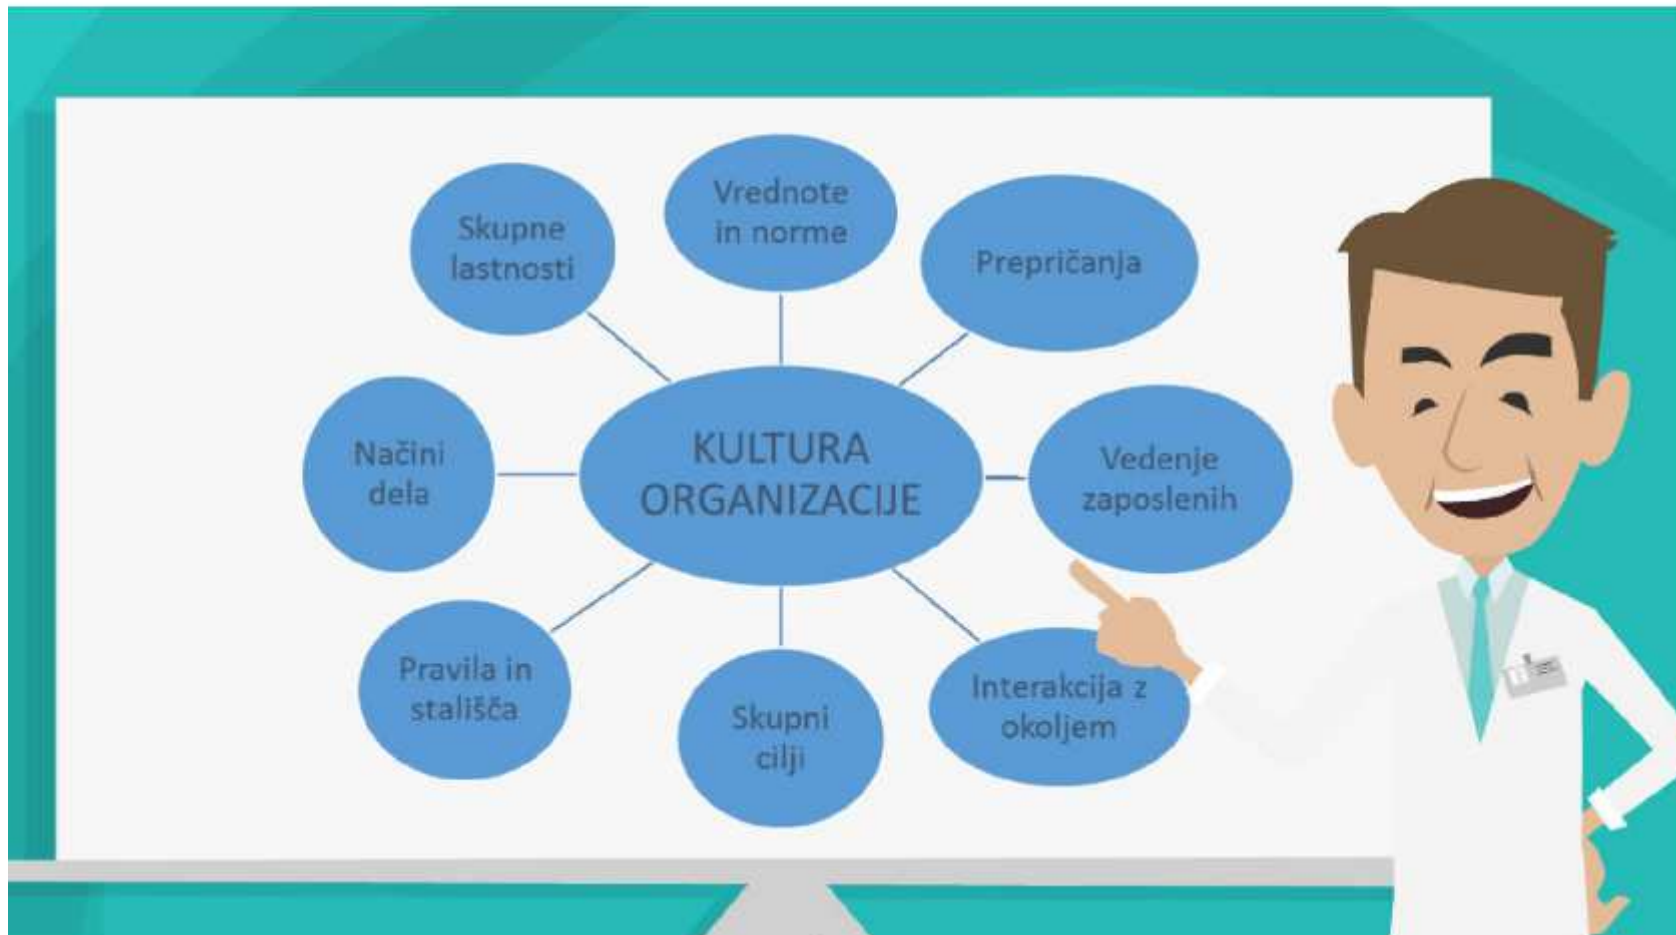 Vrednote
in norme
Skupne
lastnosti
Prepričanja
KULTURA
ORGANIZACIJE
Načini
dela
Vedenje
zaposlenih
Pravila in
stališča
Skupni
cilji
Interakcija z
okoljem